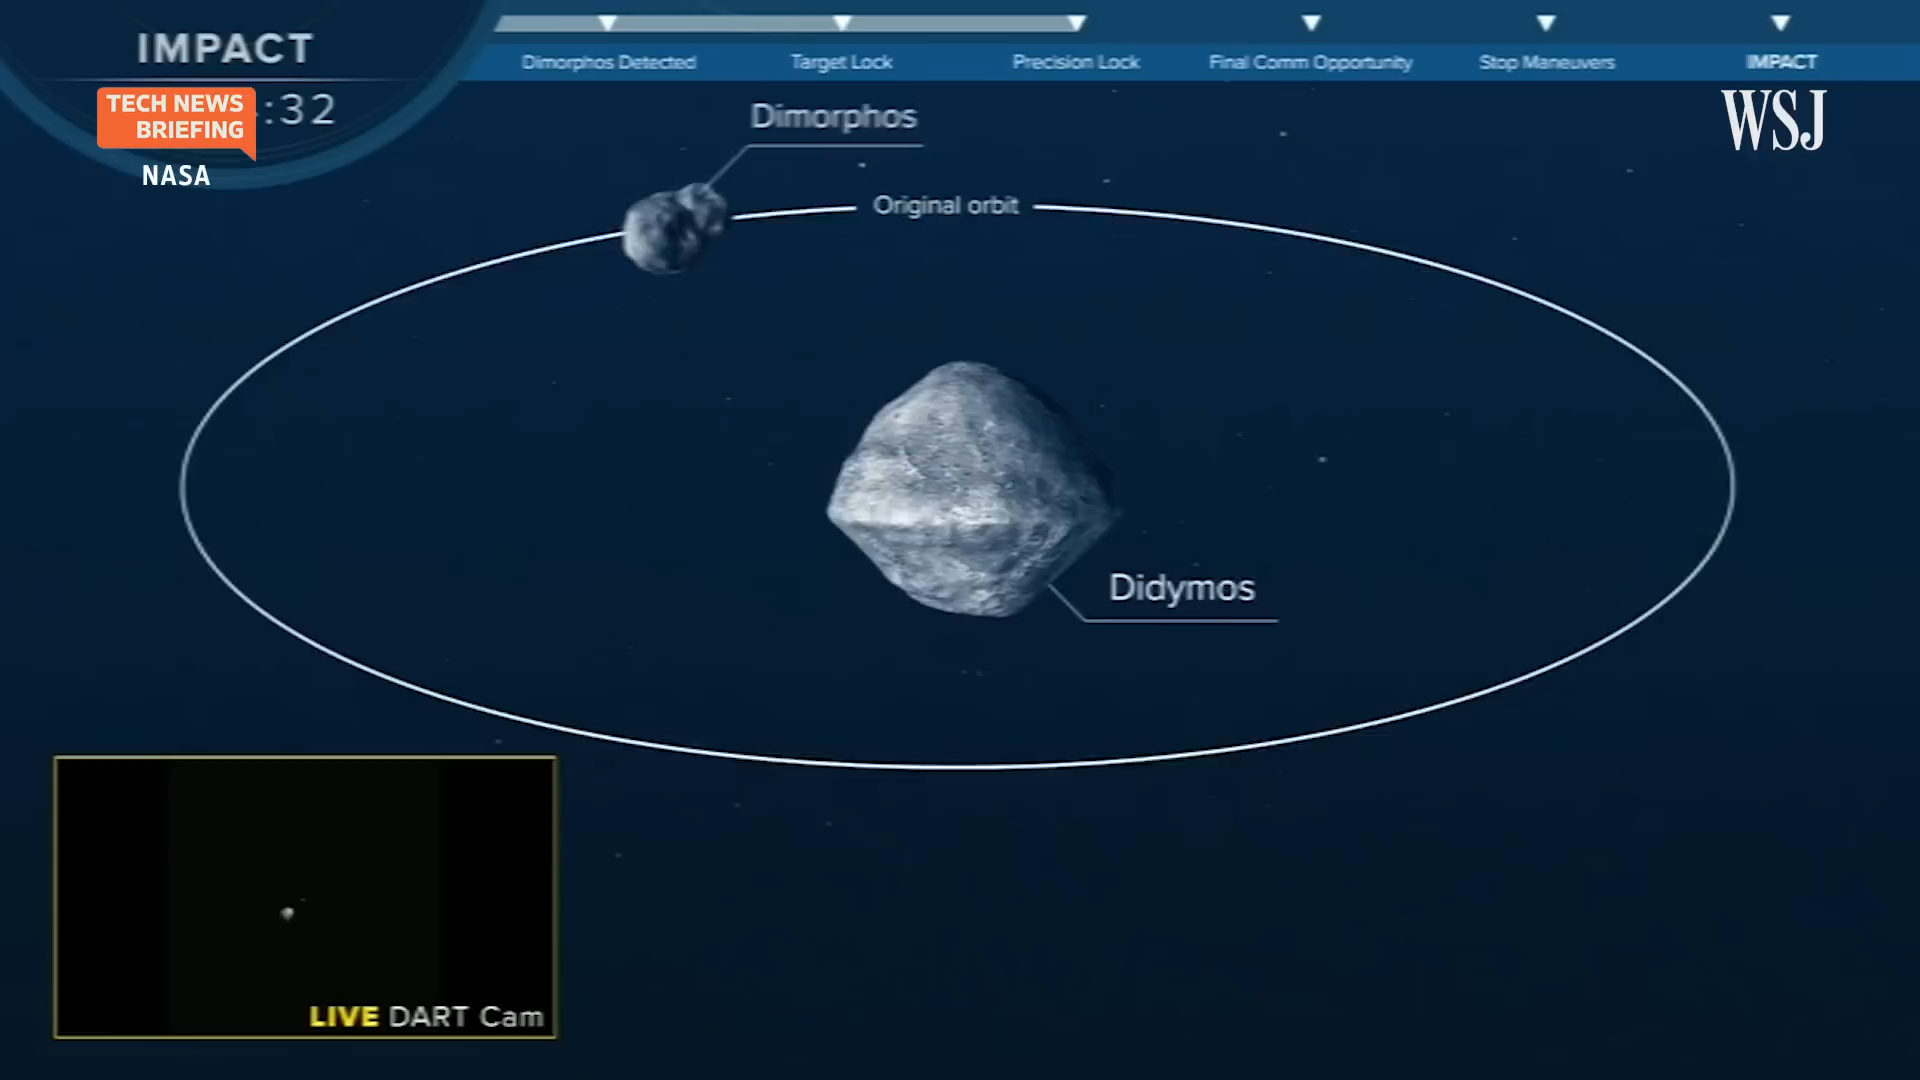 IMPACT
:32
TECH NEWS
BRIEFING
NASA
Dimorphos Detected
Target Lock
Precision Lock
Final Comm Opportunity
Stop Maneuvers
IMPACT
WSJ
Dimorphos
Original orbit
Didymos
LIVE DART Cam